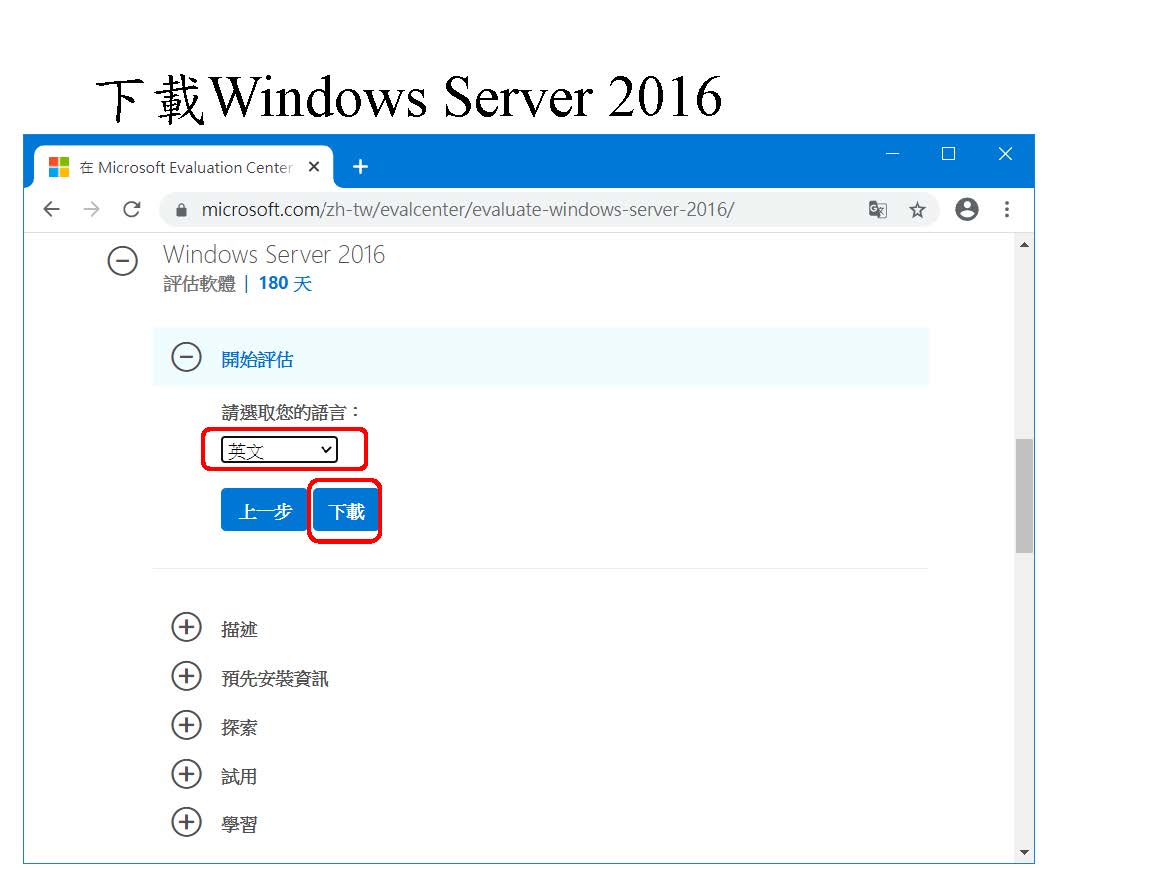 下載Windows Server 2016
在 Microsoft Evaluation Center
microsoft.com/zh-tw/evalcenter/evaluate-windows-server-2016/
Windows Server 2016
評估軟體 | 180 天
開始評估
請選取您的語言：
英文
上一步 下載
描述
預先安裝資訊
探索
試用
學習